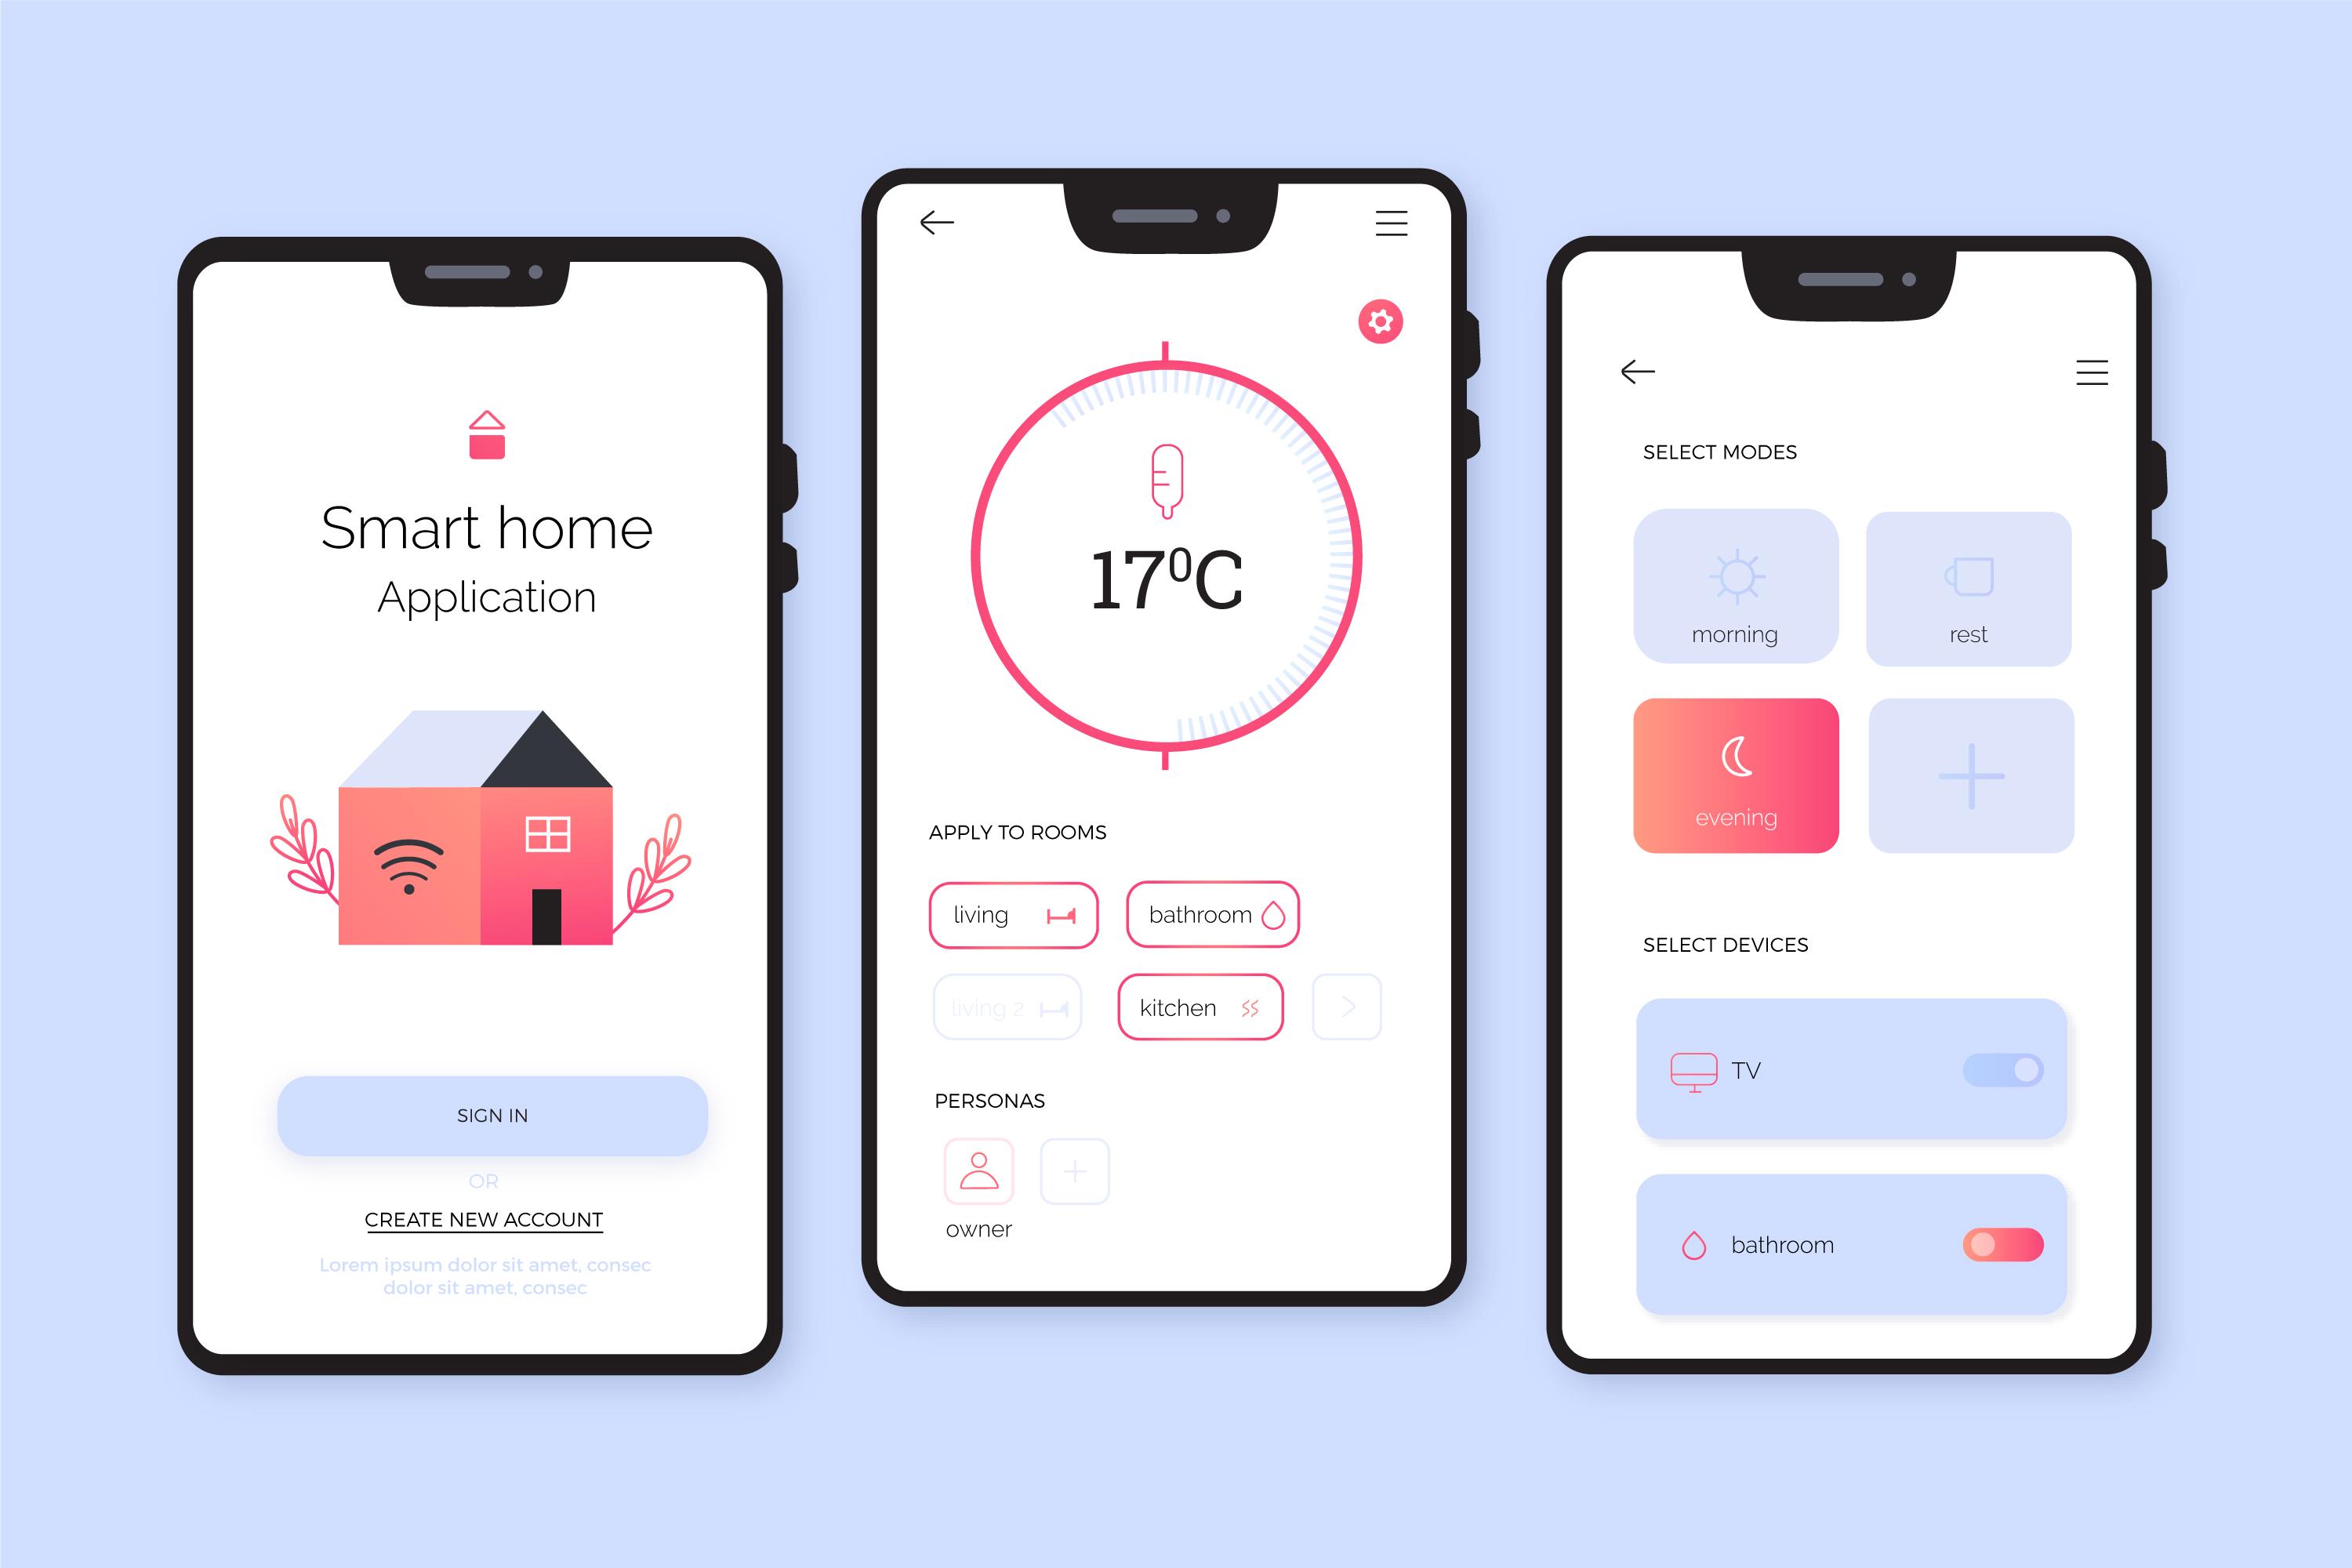 Smart home
Application
SIGN IN
OR
CREATE NEW ACCOUNT
Lorem ipsum dolor sit amet, consec
dolor sit amet, consec
17⁰C
APPLY TO ROOMS
living
bathroom
living 2
kitchen
PERSONAS
owner
SELECT MODES
morning
rest
evening
SELECT DEVICES
TV
bathroom